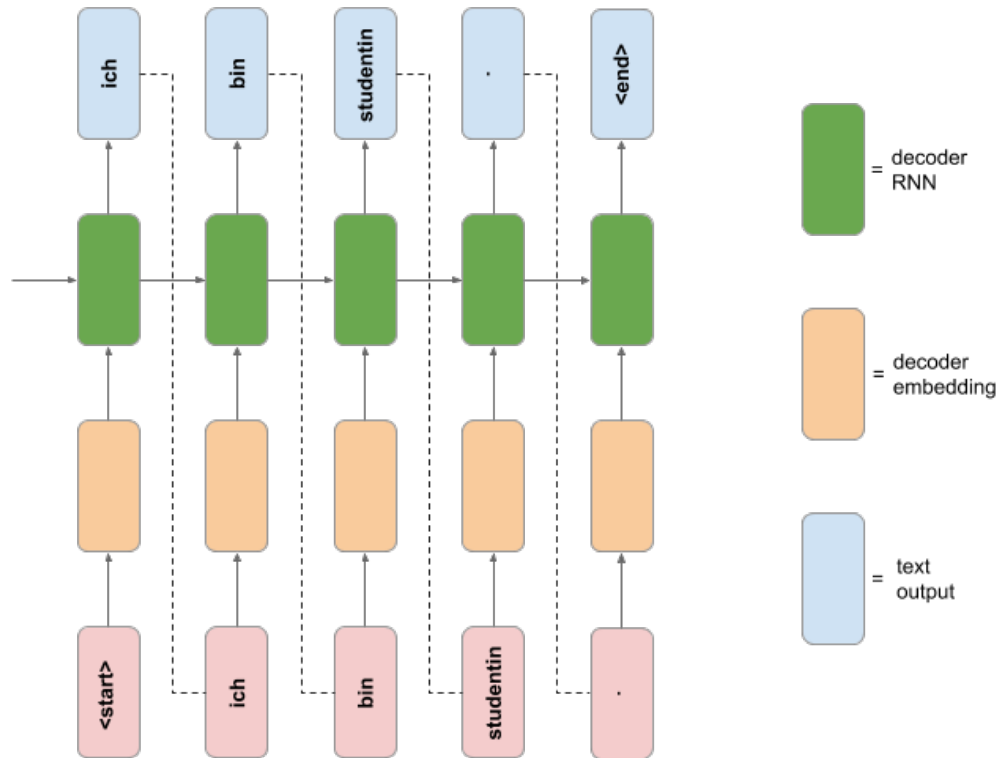 ich
bin
studentin
.
<end>
= decoder
RNN
= decoder
embedding
= text
output
<start>
ich
bin
studentin
.